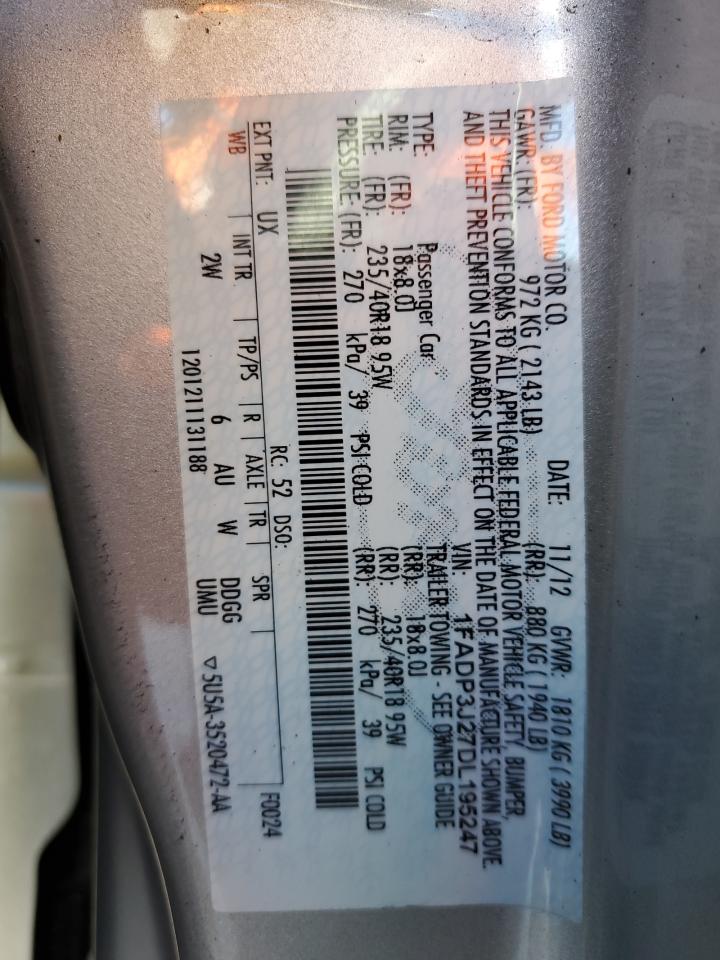 MFD. BY FORD MOTOR CO. DATE: 11/12 GVWR: 1810 KG ( 3990 LB)
GAWR: (FR): 972 KG ( 2143 LB) (RR): 880 KG ( 1940 LB)
THIS VEHICLE CONFORMS TO ALL APPLICABLE FEDERAL MOTOR VEHICLE SAFETY, BUMPER,
AND THEFT PREVENTION STANDARDS IN EFFECT ON THE DATE OF MANUFACTURE SHOWN ABOVE.
VIN: 1FADP3J27DL195247
TYPE: Passenger Car TRAILER TOWING - SEE OWNER GUIDE
RIM: (FR): 18x8.0J (RR): 18x8.0J
TIRE: (FR): 235/40R18 95W (RR): 235/40R18 95W
PRESSURE: (FR): 270 kPa/ 39 PSI COLD (RR): 270 kPa/ 39 PSI COLD
RC: 52 DSO: F0024
EXT PNT: UX
WB | INT TR | TP/PS | R | AXLE | TR | SPR
2W 6 AU W DDGG
UMU
1201211131188 ▽5U5A-3520472-AA